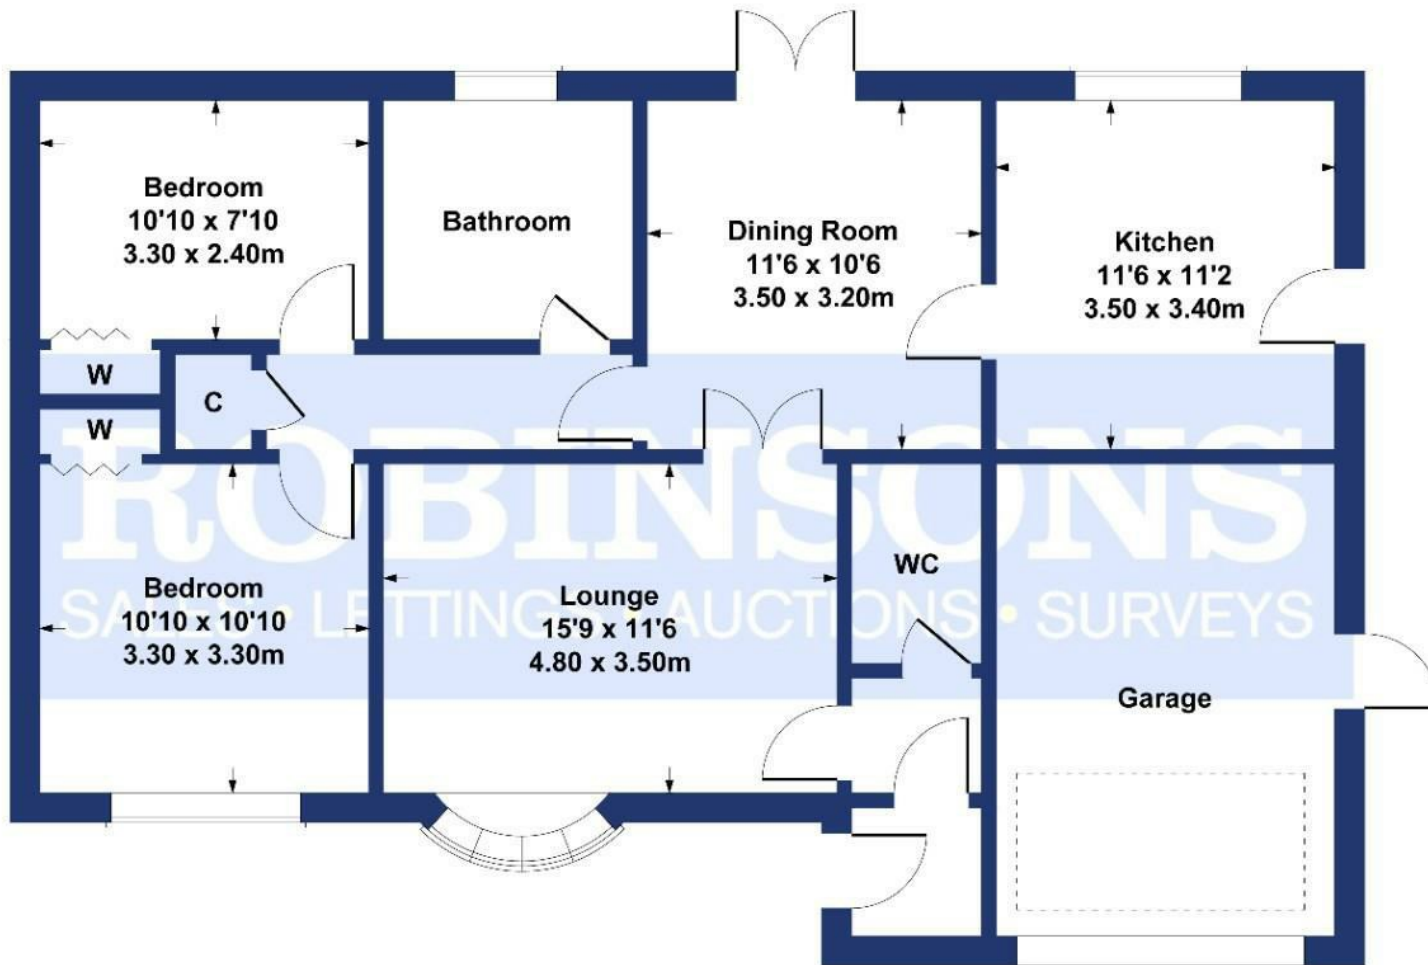 Bedroom
10'10 x 7'10
3.30 x 2.40m
Bathroom
Dining Room
11'6 x 10'6
3.50 x 3.20m
Kitchen
11'6 x 11'2
3.50 x 3.40m
W
C
W
ROBINSONS
SALES • LETTINGS • AUCTIONS • SURVEYS
Bedroom
10'10 x 10'10
3.30 x 3.30m
Lounge
15'9 x 11'6
4.80 x 3.50m
WC
Garage